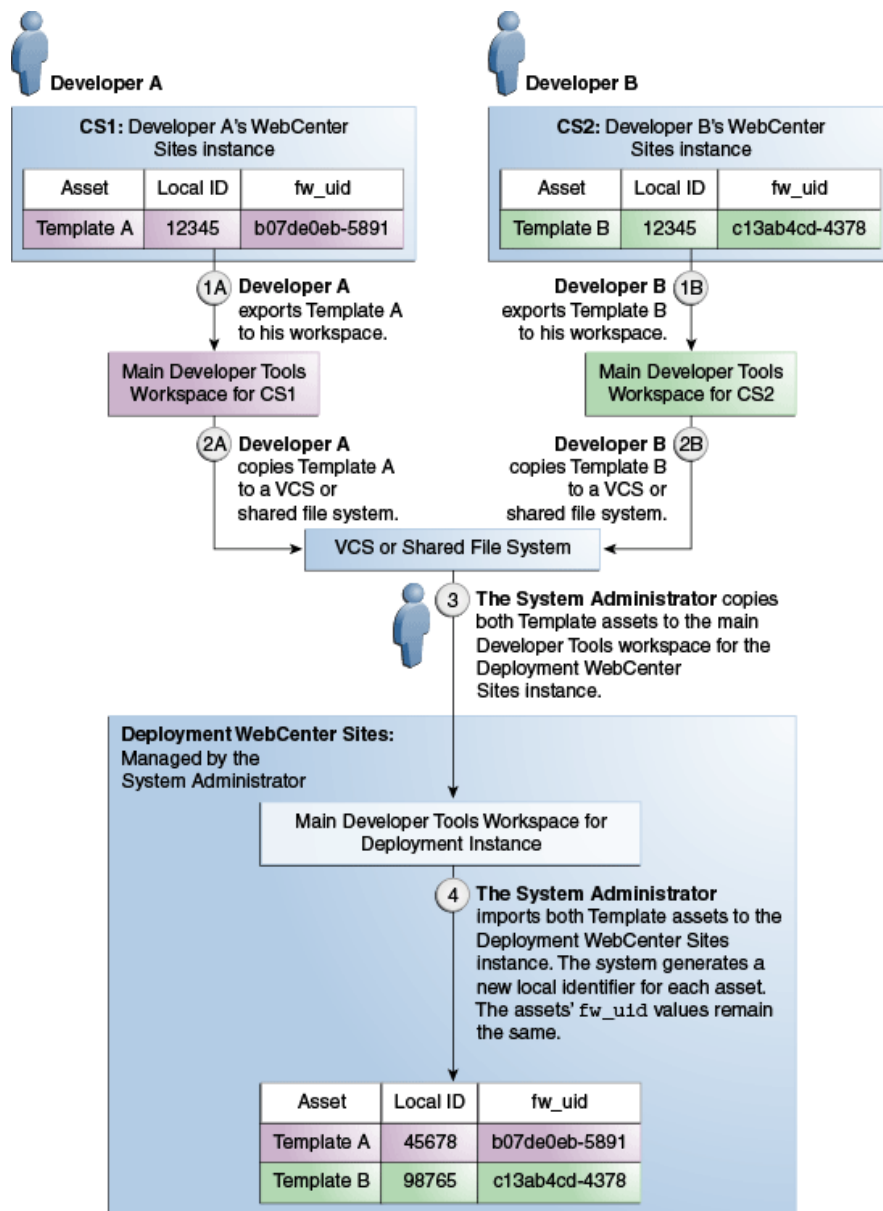 Developer A
CS1: Developer A's WebCenter
Sites instance
Asset Local ID fw_uid
Template A 12345 b07de0eb-5891
1A Developer A
exports Template A
to his workspace.
Main Developer Tools
Workspace for CS1
2A Developer A
copies Template A
to a VCS or
shared file system.
Developer B
CS2: Developer B's WebCenter
Sites instance
Asset Local ID fw_uid
Template B 12345 c13ab4cd-4378
Developer B 1B
exports Template B
to his workspace.
Main Developer Tools
Workspace for CS2
Developer B 2B
copies Template B
to a VCS or
shared file system.
VCS or Shared File System
3 The System Administrator copies
both Template assets to the main
Developer Tools workspace for the
Deployment WebCenter
Sites instance.
Deployment WebCenter Sites:
Managed by the
System Administrator
Main Developer Tools Workspace for
Deployment Instance
4 The System Administrator
imports both Template assets to the
Deployment WebCenter Sites
instance. The system generates a
new local identifier for each asset.
The assets' fw_uid values remain
the same.
Asset Local ID fw_uid
Template A 45678 b07de0eb-5891
Template B 98765 c13ab4cd-4378